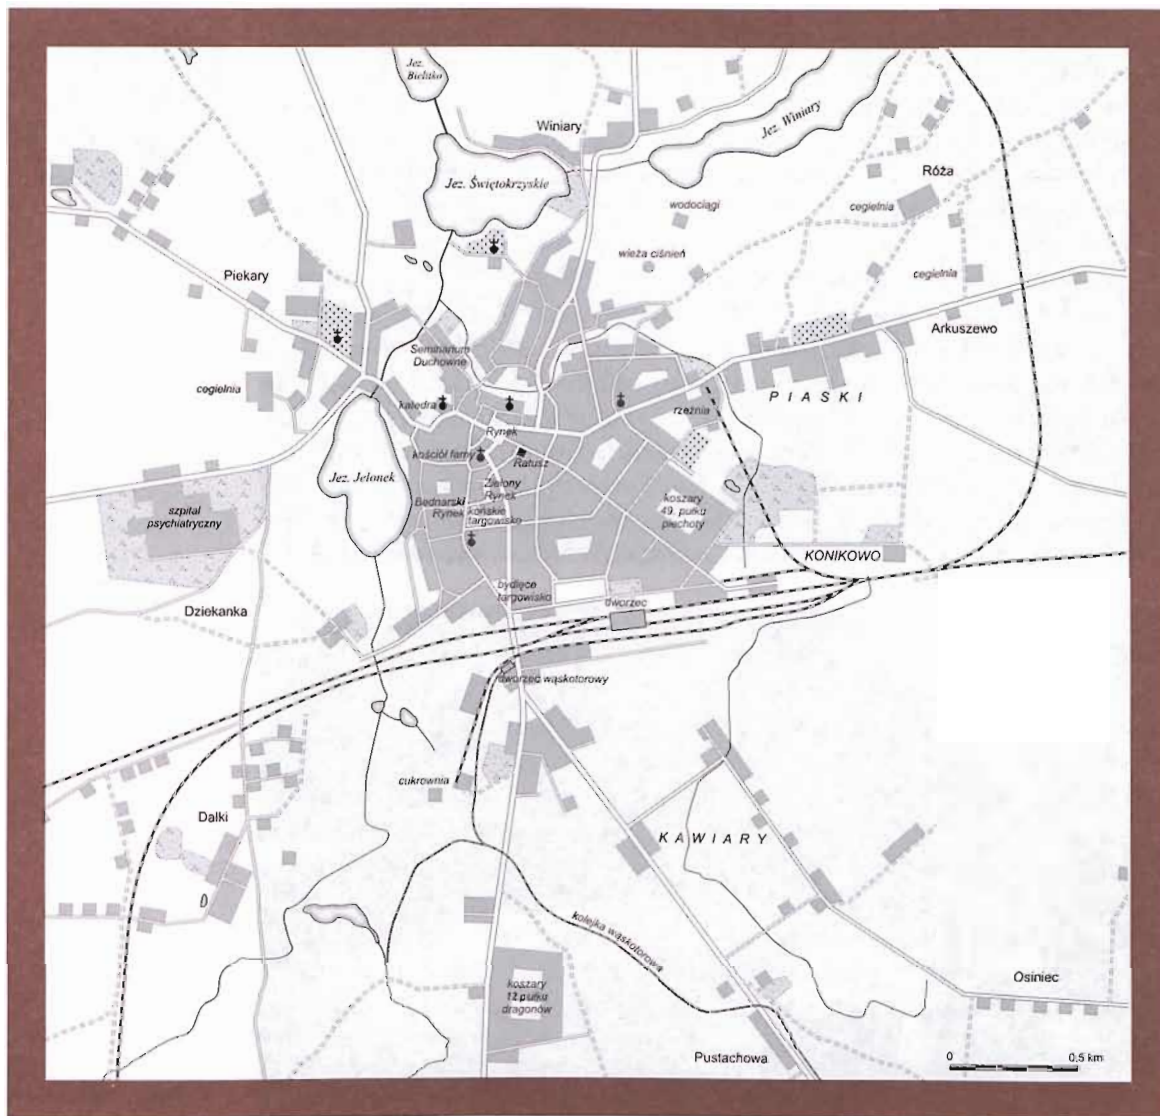 Jez.
Bielitko
Winiary
Jez. Winiary
Jez. Świętokrzyskie
Róża
wodociągi
cegielnia
wieża ciśnień
Piekary
cegielnia
Arkuszewo
Seminarium
Duchowne
cegielnia
katedra
PIASKI
rzeźnia
Rynek
kościół farny
Ratusz
Jez. Jelonek
Zielony
Rynek
Bednarski
Rynek
końskie
targowisko
koszary
49. pułku
piechoty
szpital
psychiatryczny
KONIKOWO
bydlęce
targowisko
dworzec
Dziekanka
dworzec wąskotorowy
cukrownia
Dalki
KAWIARY
kolejka wąskotorowa
koszary
12 pułku
dragonów
Osiniec
Pustachowa
0 0,5 km